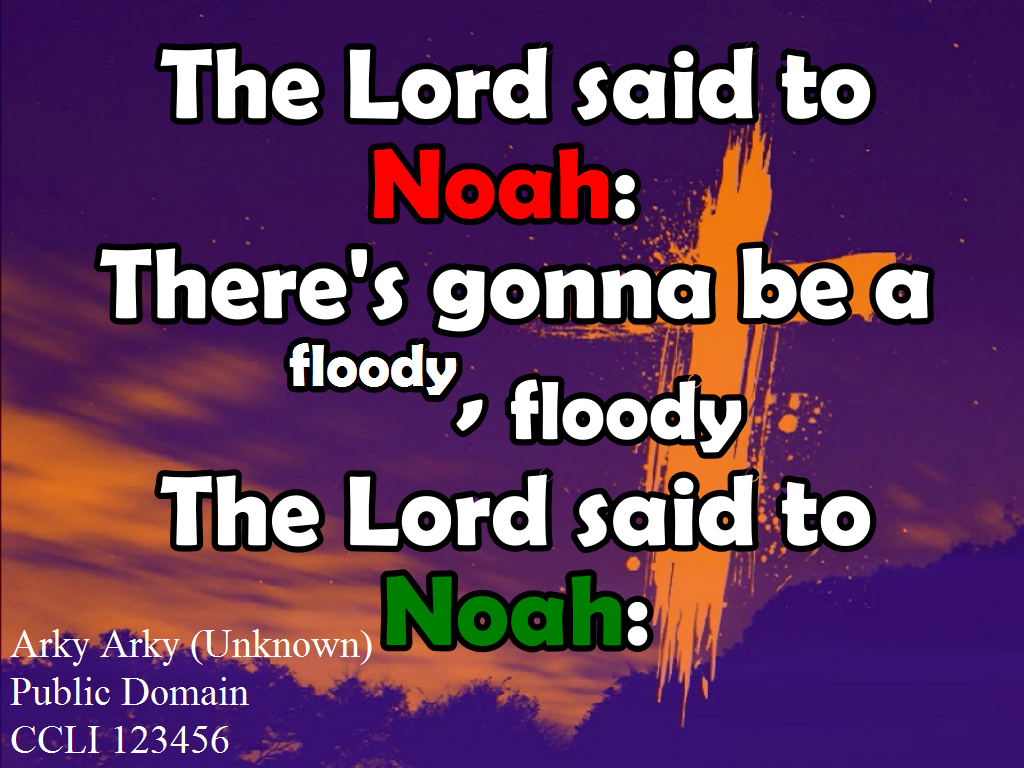 The Lord said to
Noah:
There's gonna be a
floody, floody
The Lord said to
Noah:
Arky Arky (Unknown)
Public Domain
CCLI 123456